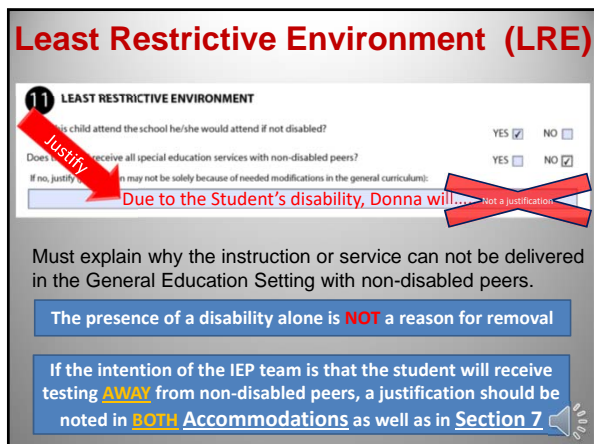 Least Restrictive Environment (LRE)
11 LEAST RESTRICTIVE ENVIRONMENT
his child attend the school he/she would attend if not disabled? YES NO
Justify
Does receive all special education services with non-disabled peers? YES NO
If no, justify may not be solely because of needed modifications in the general curriculum):
Due to the Student's disability, Donna will.... Not a justification
Must explain why the instruction or service can not be delivered
in the General Education Setting with non-disabled peers.
The presence of a disability alone is NOT a reason for removal
If the intention of the IEP team is that the student will receive
testing AWAY from non-disabled peers, a justification should be
noted in BOTH Accommodations as well as in Section 7